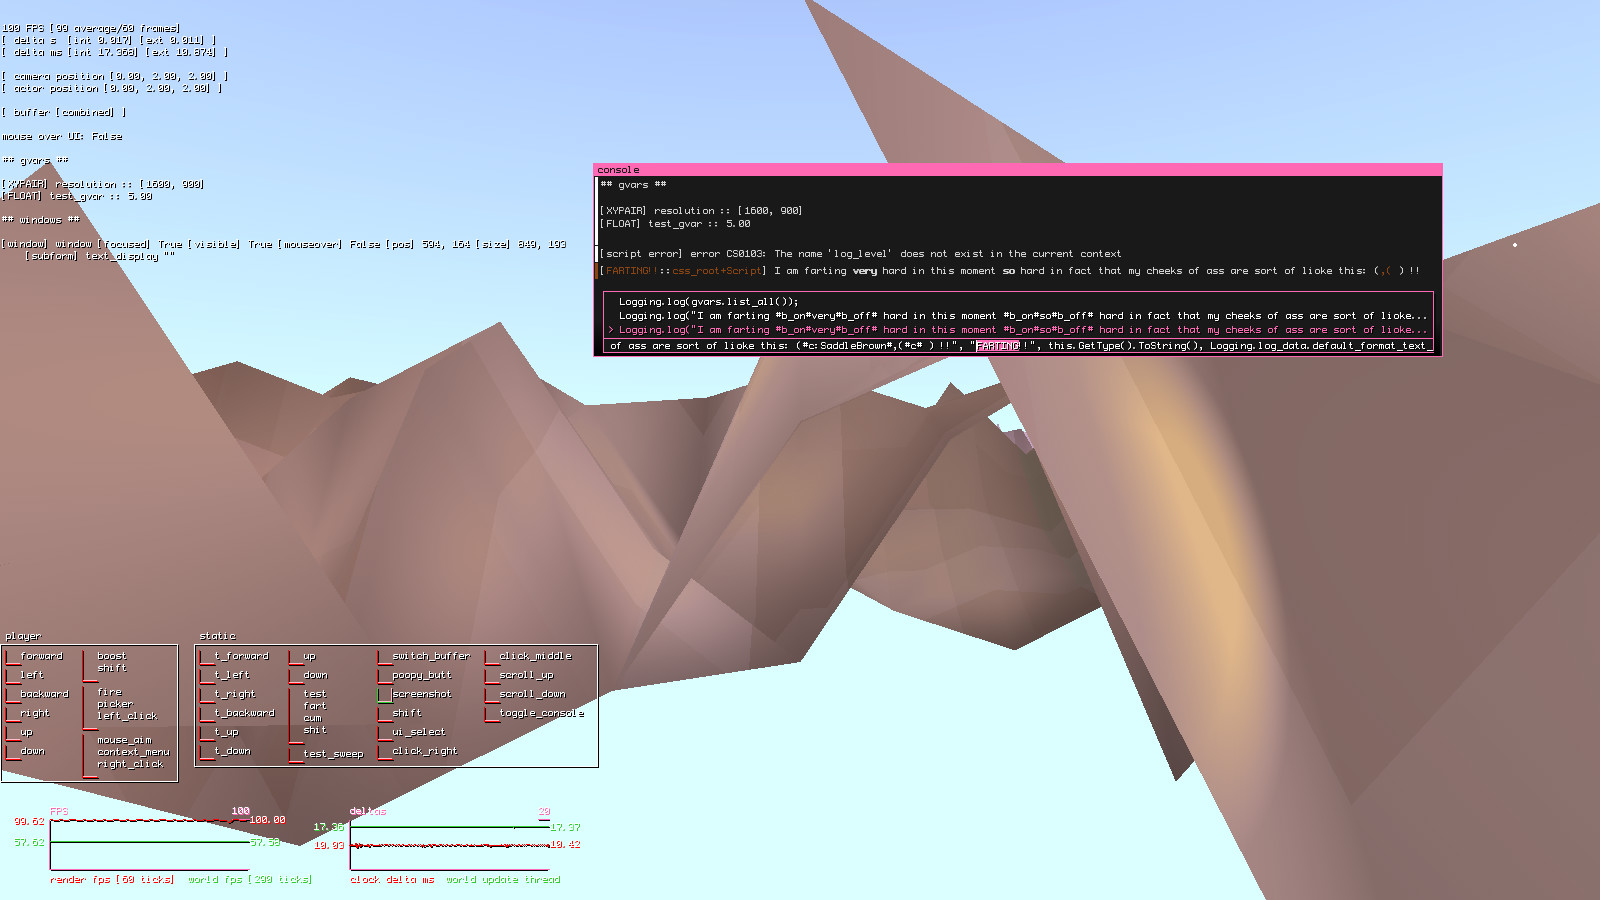 100 FPS [99 average/60 frames]
[ delta s  [int 0.017] [ext 0.011] ]
[ delta ms [int 17.368] [ext 10.874] ]
[ camera position [0.00, 2.00, 2.00] ]
[ actor position [0.00, 2.00, 2.00] ]
[ buffer [combined] ]
mouse over UI: False
## gvars ##
[XYPAIR] resolution :: [1600, 900]
[FLOAT] test_gvar :: 5.00
## windows ##
[window] window [focused] True [visible] True [mouseover] False [pos] 594, 164 [size] 849, 193
[subform] text_display ""
console
## gvars ##
[XYPAIR] resolution :: [1600, 900]
[FLOAT] test_gvar :: 5.00
[script error] error CS0103: The name 'log_level' does not exist in the current context
[FARTING!!::css_root+Script] I am farting very hard in this moment so hard in fact that my cheeks of ass are sort of lioke this: (,( ) !!
Logging.log(gvars.list_all());
Logging.log("I am farting #b_on#very#b_off# hard in this moment #b_on#so#b_off# hard in fact that my cheeks of ass are sort of lioke...
> Logging.log("I am farting #b_on#very#b_off# hard in this moment #b_on#so#b_off# hard in fact that my cheeks of ass are sort of lioke...
of ass are sort of lioke this: (#c:SaddleBrown#,(#c# ) !!", "FARTING!!", this.GetType().ToString(), Logging.log_data.default_format_text_
player
forward
left
backward
right
up
down
boost
shift
fire
picker
left_click
mouse_aim
context_menu
right_click
static
t_forward
t_left
t_right
t_backward
t_up
t_down
up
down
test
fart
cum
shit
test_sweep
switch_buffer
poopy_butt
screenshot
shift
ui_select
click_right
click_middle
scroll_up
scroll_down
toggle_console
FPS 100
99.62 100.00
57.62 57.58
render fps [60 ticks] world fps [290 ticks]
deltas 20
17.36 17.37
10.03 10.42
clock delta ms world update thread